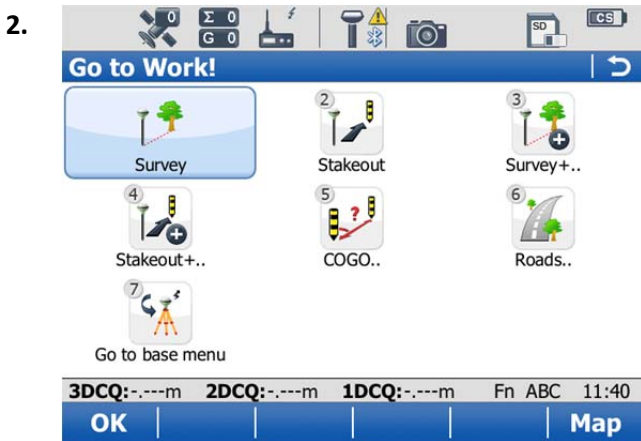 2.
0 Σ 0 SD CS
G 0
Go to Work!
2 3
Survey Stakeout Survey+..
4 5 6
?
Stakeout+.. COGO.. Roads..
7
Go to base menu
3DCQ:-.---m 2DCQ:-.---m 1DCQ:-.---m Fn ABC 11:40
OK Map